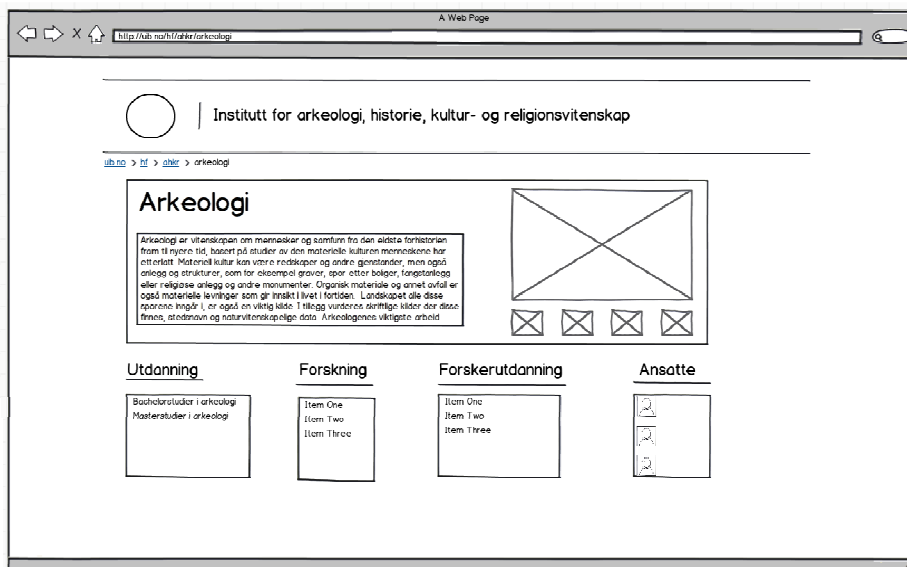 A Web Page
http://uib.no/hf/ahkr/arkeologi
Institutt for arkeologi, historie, kultur- og religionsvitenskap
uib.no > hf > ahkr > arkeologi
Arkeologi
Arkeologi er vitenskapen om mennesker og samfunn fra den eldste forhistorien
fram til nyere tid, basert på studier av den materielle kulturen menneskene har
etterlatt. Materiell kultur kan være redskaper og andre gjenstander, men også
anlegg og strukturer, som for eksempel graver, spor etter boliger, fangstanlegg
eller religiøse anlegg og andre monumenter. Organisk materiale og annet avfall er
også materielle levninger som gir innsikt i livet i fortiden. Landskapet alle disse
sporene inngår i, er også en viktig kilde. I tillegg vurderes skriftlige kilder der disse
finnes, stedsnavn og naturvitenskapelige data. Arkeologenes viktigste arbeid
Utdanning
Forskning
Forskerutdanning
Ansatte
Bachelorstudier i arkeologi
Masterstudier i arkeologi
Item One
Item Two
Item Three
Item One
Item Two
Item Three